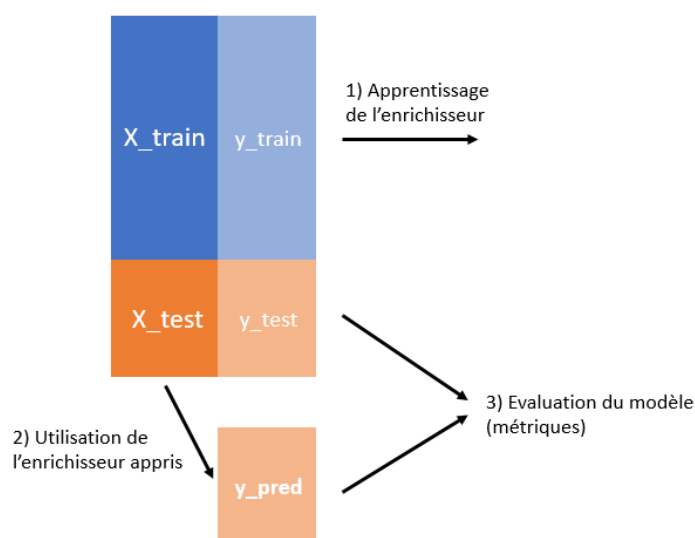 1) Apprentissage
de l'enrichisseur
X_train
y_train
X_test
y_test
2) Utilisation de
l'enrichisseur appris
y_pred
3) Evaluation du modèle
(métriques)